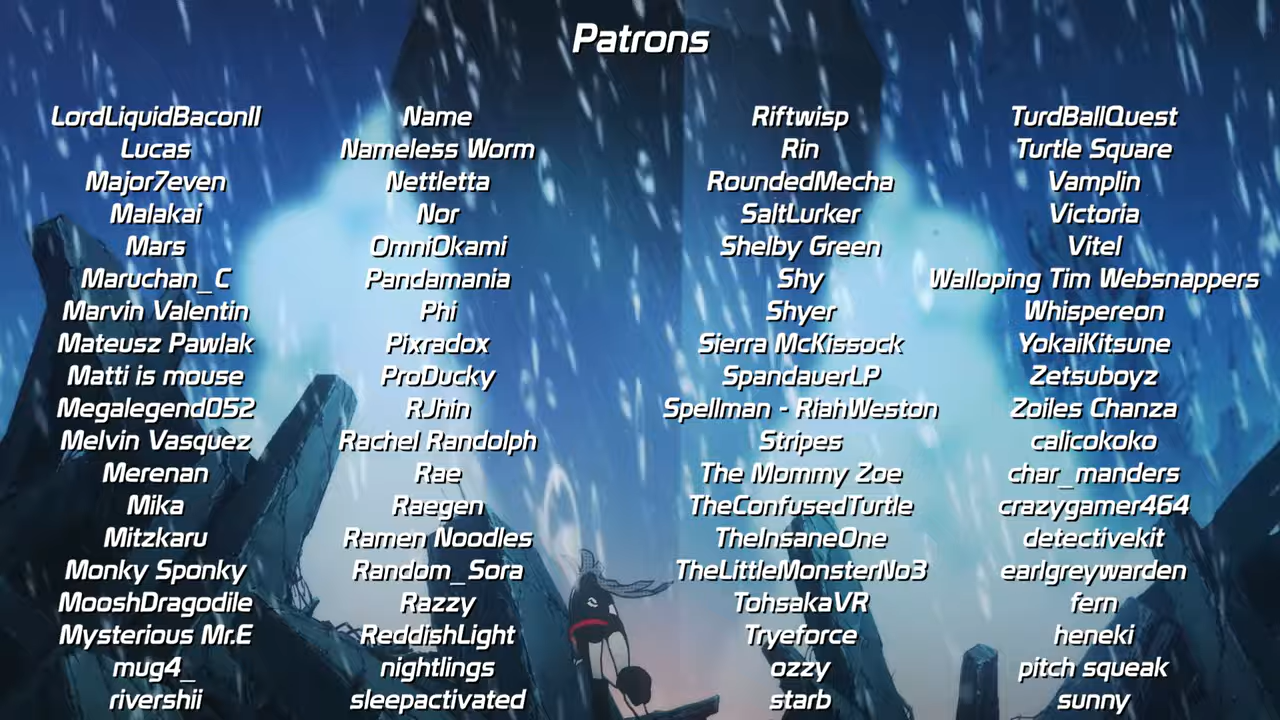 Patrons
LordLiquidBaconII
Lucas
Major7even
Malakai
Mars
Maruchan_C
Marvin Valentin
Mateusz Pawlak
Matti is mouse
Megalegend052
Melvin Vasquez
Merenan
Mika
Mitzkaru
Monky Sponky
MooshDragodile
Mysterious Mr.E
mug4_
rivershii
Name
Nameless Worm
Nettletta
Nor
OmniOkami
Pandamania
Phi
Pixradox
ProDucky
RJhin
Rachel Randolph
Rae
Raegen
Ramen Noodles
Random_Sora
Razzy
ReddishLight
nightlings
sleepactivated
Riftwisp
Rin
RoundedMecha
SaltLurker
Shelby Green
Shy
Shyer
Sierra McKissock
SpandauerLP
Spellman - RiahWeston
Stripes
The Mommy Zoe
TheConfusedTurtle
TheInsaneOne
TheLittleMonsterNo3
TohsakaVR
Tryeforce
ozzy
starb
TurdBallQuest
Turtle Square
Vamplin
Victoria
Vitel
Walloping Tim Websnappers
Whispereon
YokaiKitsune
Zetsuboyz
Zoiles Chanza
calicokoko
char_manders
crazygamer464
detectivekit
earlgreywarden
fern
heneki
pitch squeak
sunny